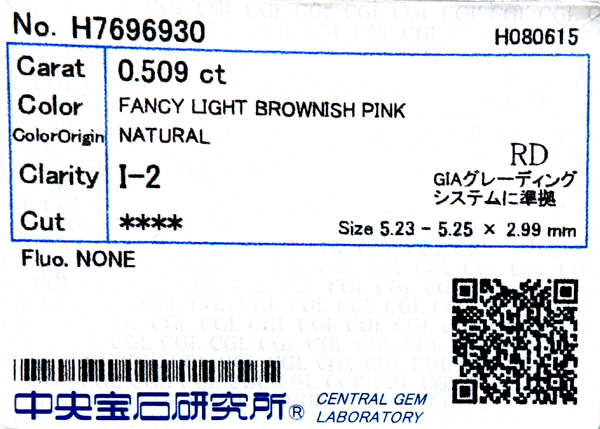 No. H7696930 H080615
Carat 0.509 ct
Color FANCY LIGHT BROWNISH PINK
ColorOrigin NATURAL
RD
Clarity I-2
GIAグレーディング
システムに準拠
Cut **** Size 5.23 - 5.25 × 2.99 mm
Fluo. NONE
中央宝石研究所® CENTRAL GEM
LABORATORY